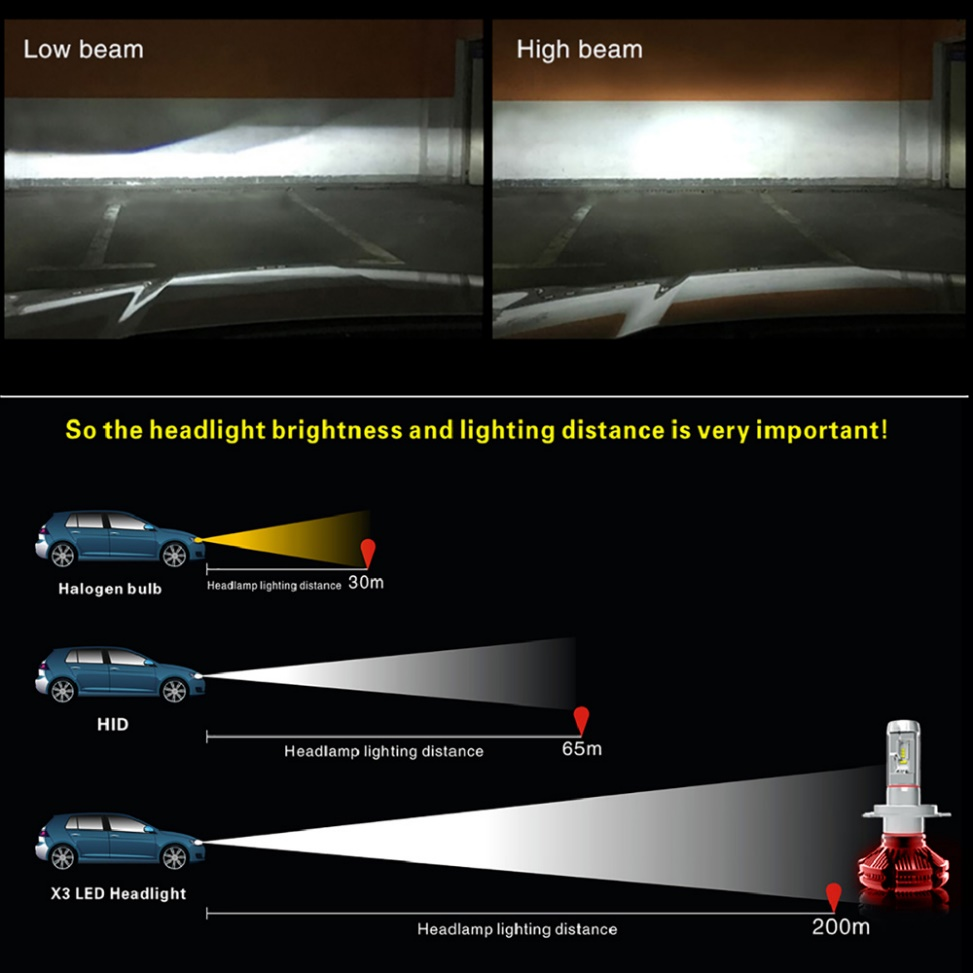 Low beam
High beam
So the headlight brightness and lighting distance is very important!
Halogen bulb
Headlamp lighting distance 30m
HID
Headlamp lighting distance
65m
X3 LED Headlight
Headlamp lighting distance
200m